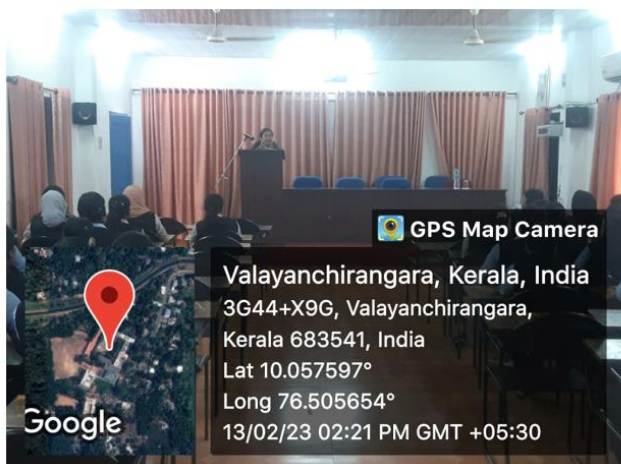 GPS Map Camera
Valayanchirangara, Kerala, India
3G44+X9G, Valayanchirangara,
Kerala 683541, India
Lat 10.057597°
Long 76.505654°
13/02/23 02:21 PM GMT +05:30
Google